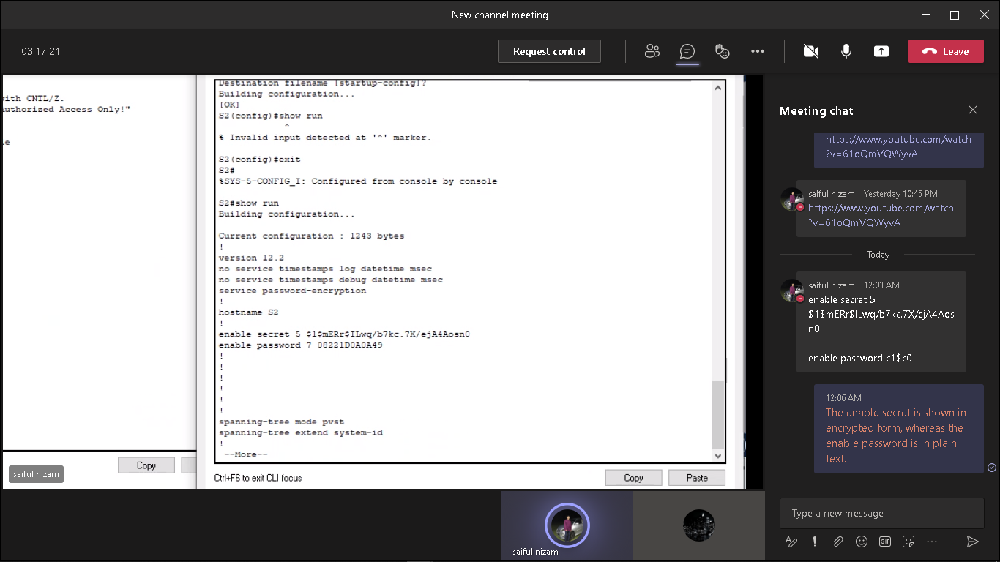 New channel meeting
03:17:21
Request control
Leave
with CNTL/Z.
Authorized Access Only!"
le
Copy
saiful nizam
Destination filename [startup-config]?
Building configuration...
[OK]
S2(config)#show run
^
% Invalid input detected at '^' marker.
S2(config)#exit
S2#
%SYS-5-CONFIG_I: Configured from console by console
S2#show run
Building configuration...
Current configuration : 1243 bytes
!
version 12.2
no service timestamps log datetime msec
no service timestamps debug datetime msec
service password-encryption
!
hostname S2
!
enable secret 5 $1$mERr$ILwq/b7kc.7X/ejA4Aosn0
enable password 7 08221D0A0A49
!
!
!
!
!
!
spanning-tree mode pvst
spanning-tree extend system-id
!
--More--
Ctrl+F6 to exit CLI focus
Copy
Paste
saiful nizam
Meeting chat
https://www.youtube.com/watch
?v=61oQmVQWyvA
saiful nizam Yesterday 10:45 PM
https://www.youtube.com/watch
?v=61oQmVQWyvA
Today
saiful nizam 12:03 AM
enable secret 5
$1$mERr$ILwq/b7kc.7X/ejA4Aos
n0
enable password c1$c0
12:06 AM
The enable secret is shown in
encrypted form, whereas the
enable password is in plain
text.
Type a new message
GIF